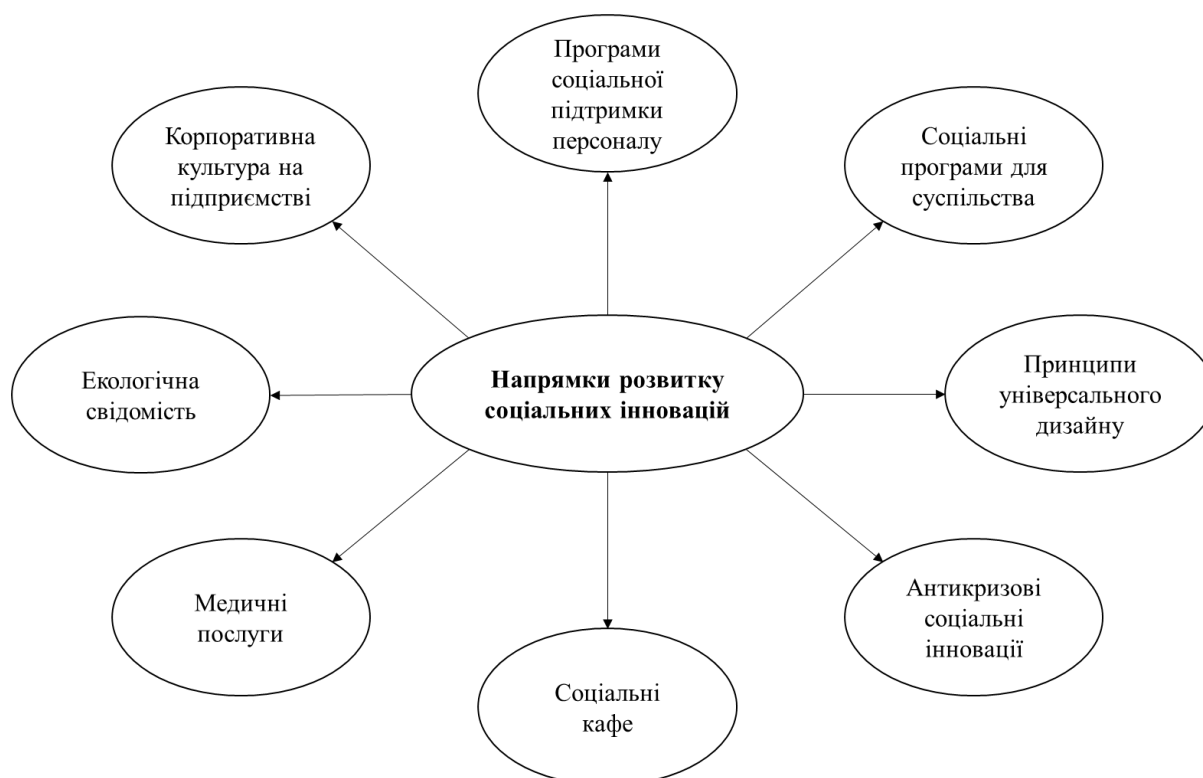 Програми
соціальної
підтримки
персоналу
Корпоративна
культура на
підприємстві
Соціальні
програми для
суспільства
Екологічна
свідомість
Напрямки розвитку
соціальних інновацій
Принципи
універсального
дизайну
Медичні
послуги
Антикризові
соціальні
інновації
Соціальні
кафе